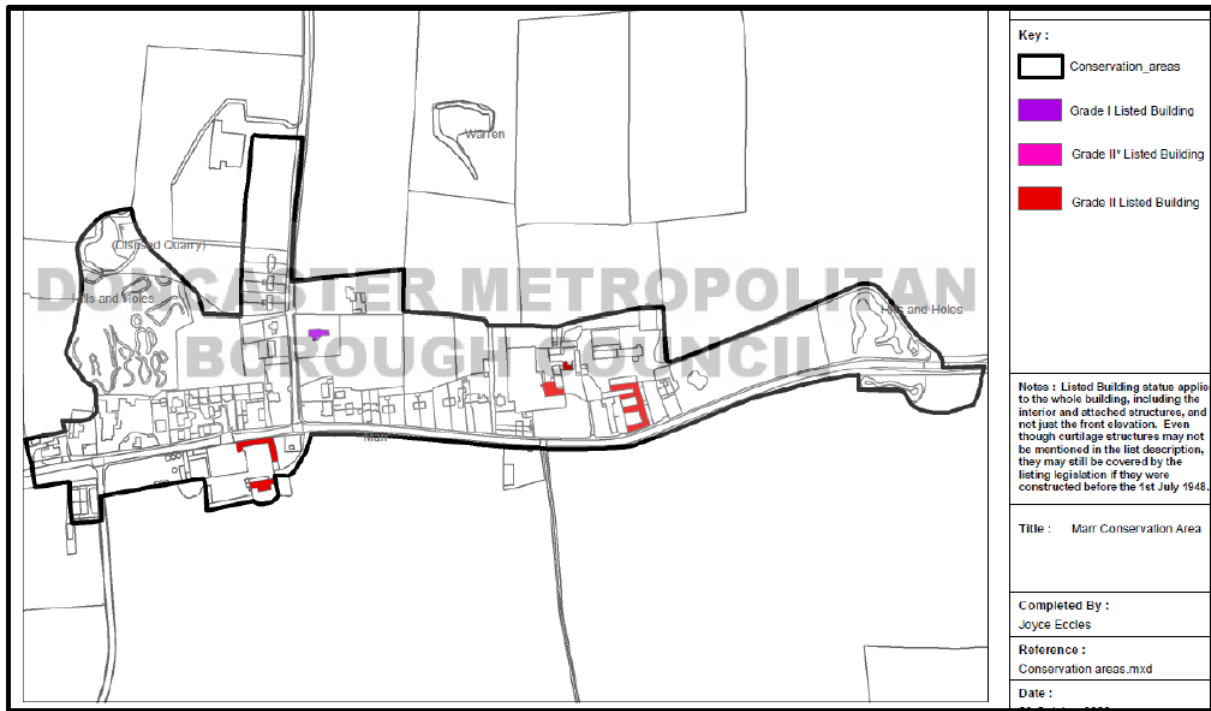 Warren
(Disused Quarry)
Hills and Holes
DONCASTER METROPOLITAN
BOROUGH COUNCIL
Hills and Holes
Marr
Key :
Conservation_areas
Grade I Listed Building
Grade II* Listed Building
Grade II Listed Building
Notes : Listed Building status applies
to the whole building, including the
interior and attached structures, and
not just the front elevation. Even
though curtilage structures may not
be mentioned in the list description,
they may still be covered by the
listing legislation if they were
constructed before the 1st July 1948.
Title : Marr Conservation Area
Completed By :
Joyce Eccles
Reference :
Conservation areas.mxd
Date :